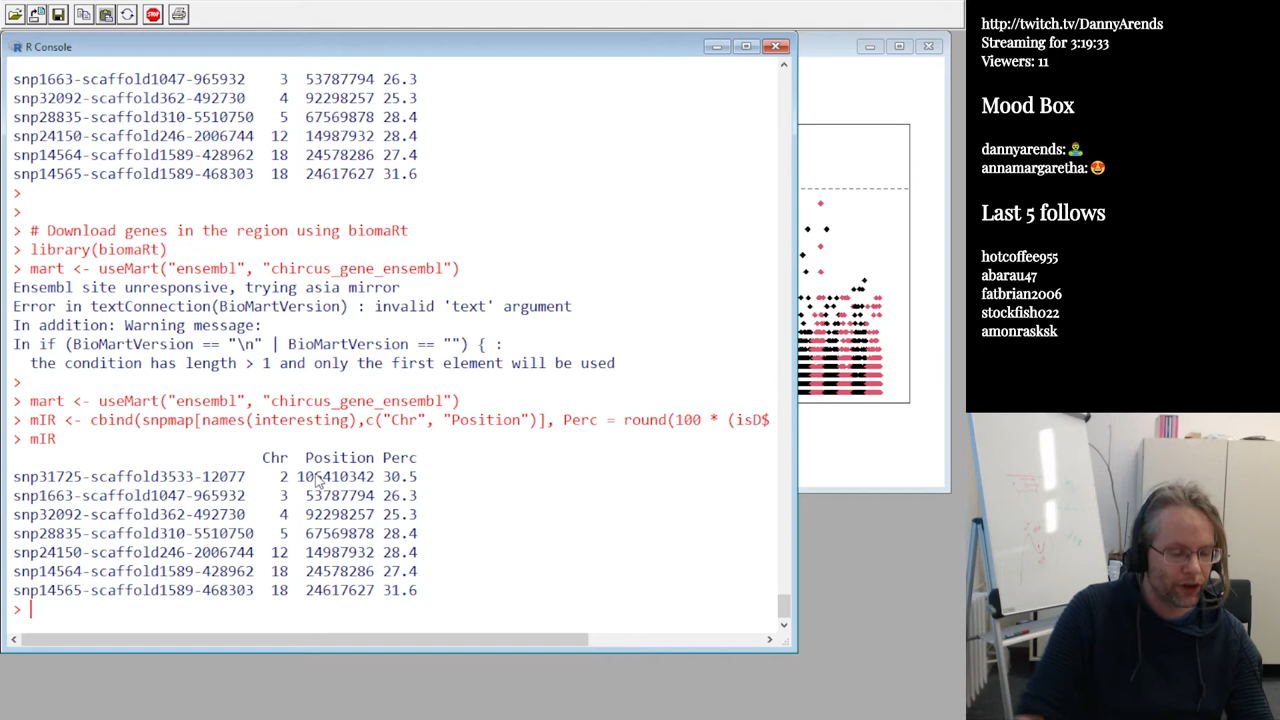 STOP
R Console
snp1663-scaffold1047-965932 3 53787794 26.3
snp32092-scaffold362-492730 4 92298257 25.3
snp28835-scaffold310-5510750 5 67569878 28.4
snp24150-scaffold246-2006744 12 14987932 28.4
snp14564-scaffold1589-428962 18 24578286 27.4
snp14565-scaffold1589-468303 18 24617627 31.6
>
>
> # Download genes in the region using biomaRt
> library(biomaRt)
> mart <- useMart("ensembl", "chircus_gene_ensembl")
Ensembl site unresponsive, trying asia mirror
Error in textConnection(BioMartVersion) : invalid 'text' argument
In addition: Warning message:
In if (BioMartVersion == "\n" | BioMartVersion == "") { :
the condition has length > 1 and only the first element will be used
>
> mart <- useMart("ensembl", "chircus_gene_ensembl")
> mIR <- cbind(snpmap[names(interesting),c("Chr", "Position")], Perc = round(100 * (isD$
> mIR
Chr Position Perc
snp31725-scaffold3533-12077 2 106410342 30.5
snp1663-scaffold1047-965932 3 53787794 26.3
snp32092-scaffold362-492730 4 92298257 25.3
snp28835-scaffold310-5510750 5 67569878 28.4
snp24150-scaffold246-2006744 12 14987932 28.4
snp14564-scaffold1589-428962 18 24578286 27.4
snp14565-scaffold1589-468303 18 24617627 31.6
>
http://twitch.tv/DannyArends
Streaming for 3:19:33
Viewers: 11
Mood Box
dannyarends:
annamargaretha:
Last 5 follows
hotcoffee955
abarau47
fatbrian2006
stockfish022
amonrasksk